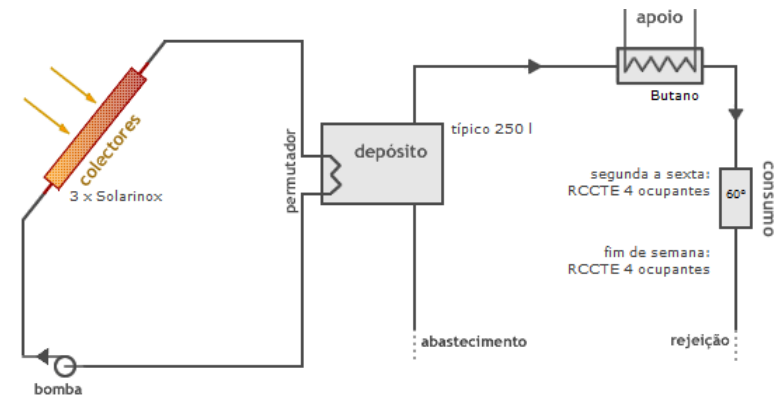 apoio
Butano
colectores
3 x Solarinox
permutador
depósito
típico 250 l
segunda a sexta:
RCCTE 4 ocupantes
60º
consumo
fim de semana:
RCCTE 4 ocupantes
abastecimento
rejeição
bomba